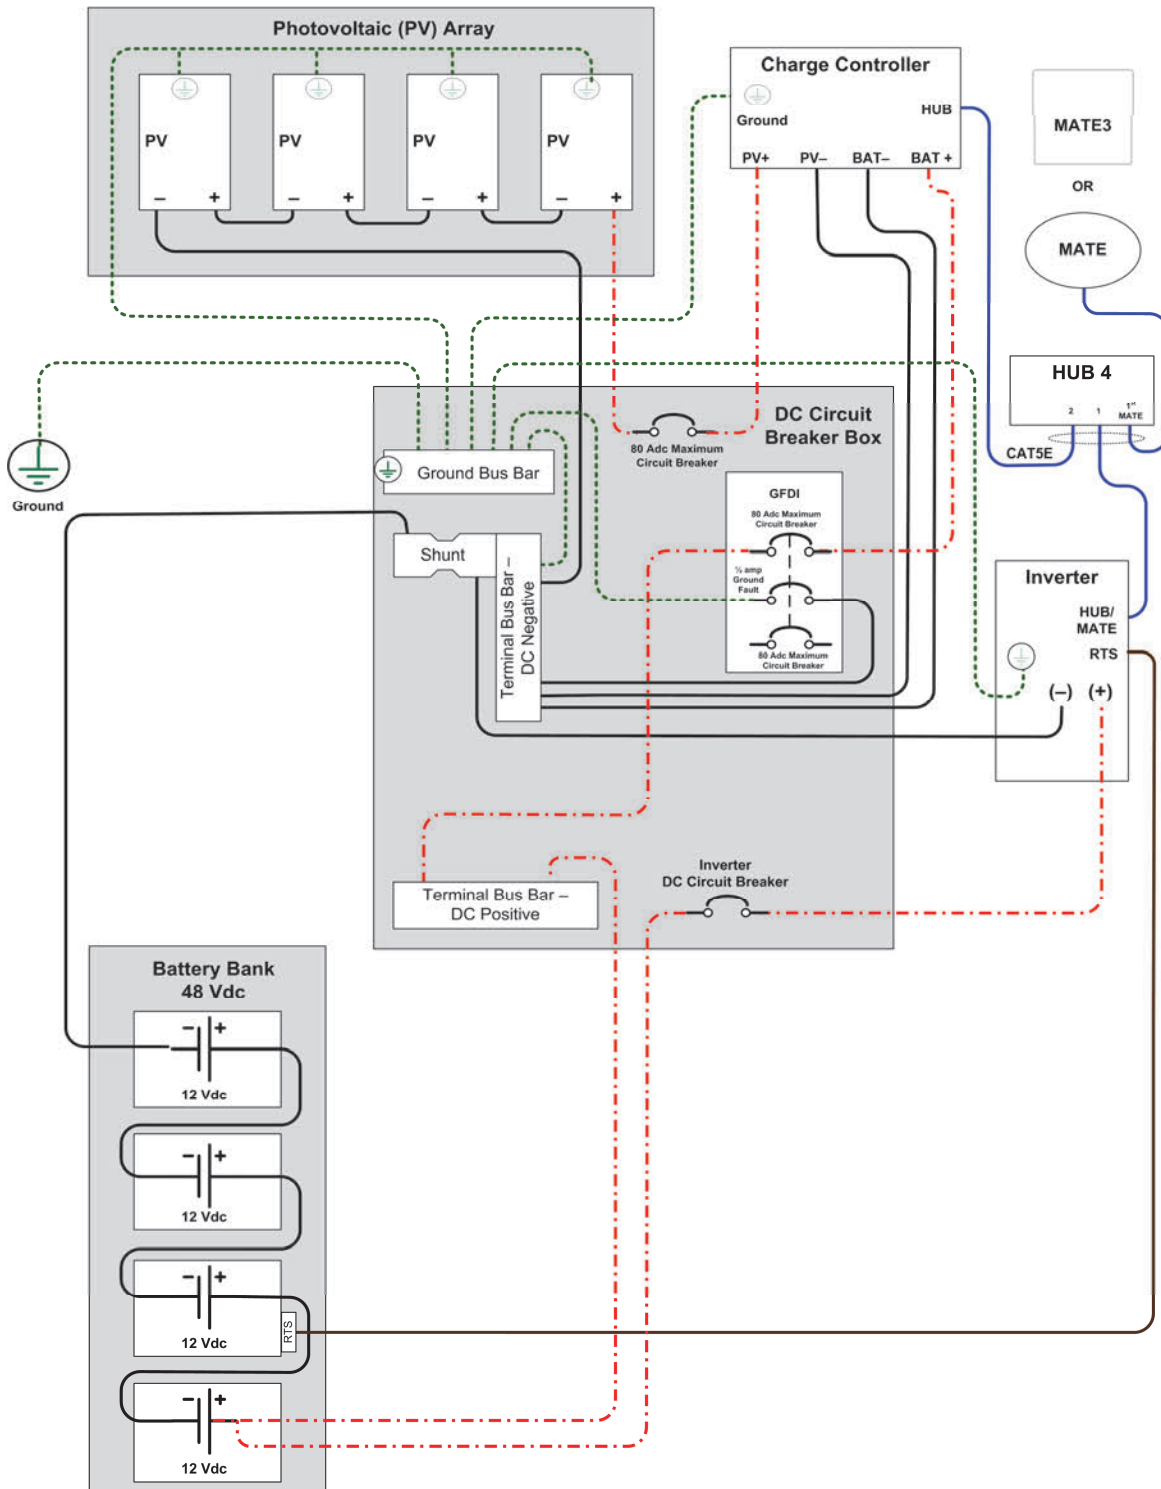 Photovoltaic (PV) Array
PV
PV
PV
PV
– +
– +
– +
– +
Charge Controller
HUB
Ground
PV+ PV– BAT– BAT +
MATE3
OR
MATE
HUB 4
2 1 1st
MATE
CAT5E
Ground
DC Circuit
Breaker Box
80 Adc Maximum
Circuit Breaker
Ground Bus Bar
Shunt
Terminal Bus Bar –
DC Negative
GFDI
80 Adc Maximum
Circuit Breaker
½ amp
Ground
Fault
80 Adc Maximum
Circuit Breaker
Inverter
HUB/
MATE
RTS
(–) (+)
Terminal Bus Bar –
DC Positive
Inverter
DC Circuit Breaker
Battery Bank
48 Vdc
– +
12 Vdc
– +
12 Vdc
– +
12 Vdc
RTS
– +
12 Vdc